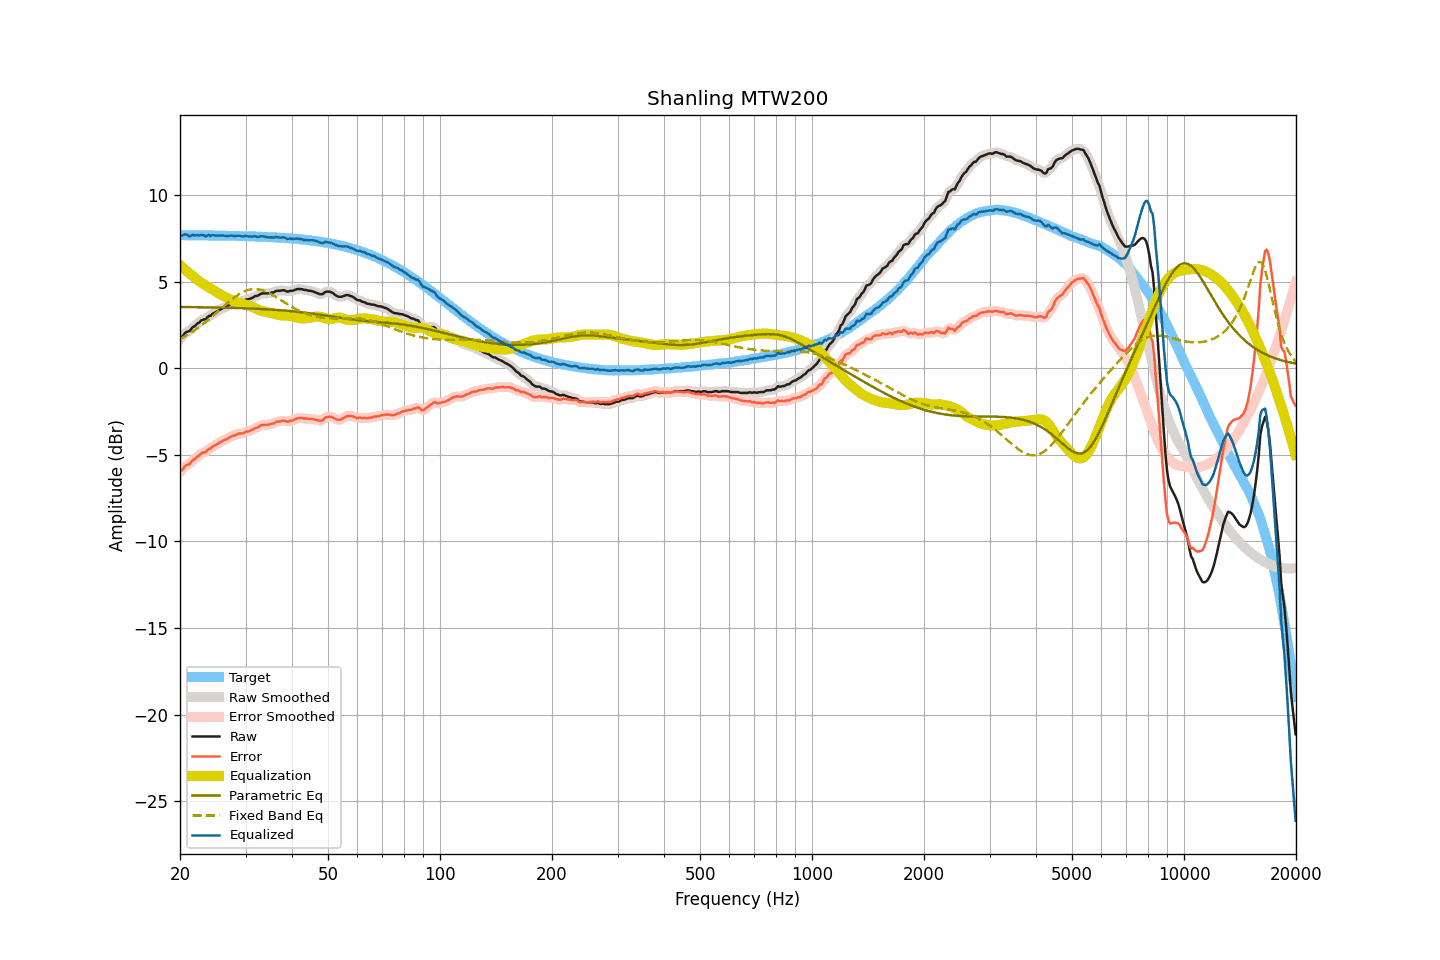 Shanling MTW200
10
5
0
−5
−10
−15
−20
−25
Amplitude (dBr)
Target
Raw Smoothed
Error Smoothed
Raw
Error
Equalization
Parametric Eq
Fixed Band Eq
Equalized
20 50 100 200 500 1000 2000 5000 10000 20000
Frequency (Hz)